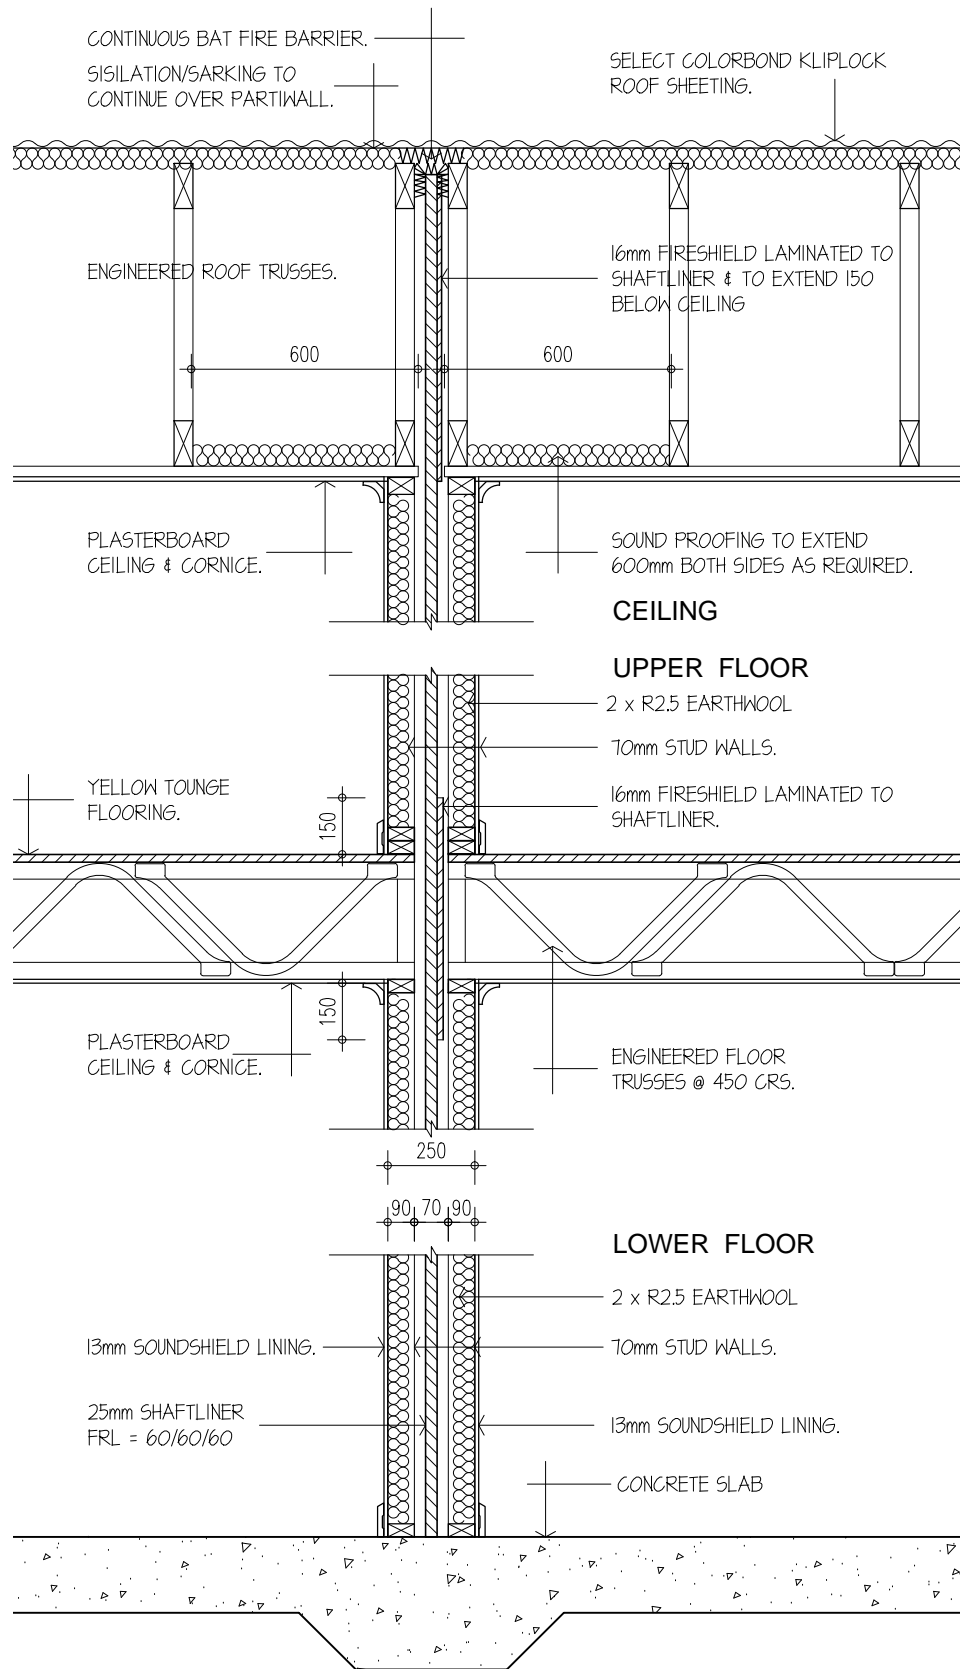 CONTINUOUS BAT FIRE BARRIER.
SISILATION/SARKING TO
CONTINUE OVER PARTIWALL.
SELECT COLORBOND KLIPLOCK
ROOF SHEETING.
ENGINEERED ROOF TRUSSES.
16mm FIRESHIELD LAMINATED TO
SHAFTLINER & TO EXTEND 150
BELOW CEILING
600
600
PLASTERBOARD
CEILING & CORNICE.
SOUND PROOFING TO EXTEND
600mm BOTH SIDES AS REQUIRED.
CEILING
UPPER FLOOR
2 x R2.5 EARTHWOOL
70mm STUD WALLS.
YELLOW TOUNGE
FLOORING.
150
16mm FIRESHIELD LAMINATED TO
SHAFTLINER.
150
PLASTERBOARD
CEILING & CORNICE.
ENGINEERED FLOOR
TRUSSES @ 450 CRS.
250
90
70
90
LOWER FLOOR
2 x R2.5 EARTHWOOL
13mm SOUNDSHIELD LINING.
70mm STUD WALLS.
25mm SHAFTLINER
FRL = 60/60/60
13mm SOUNDSHIELD LINING.
CONCRETE SLAB